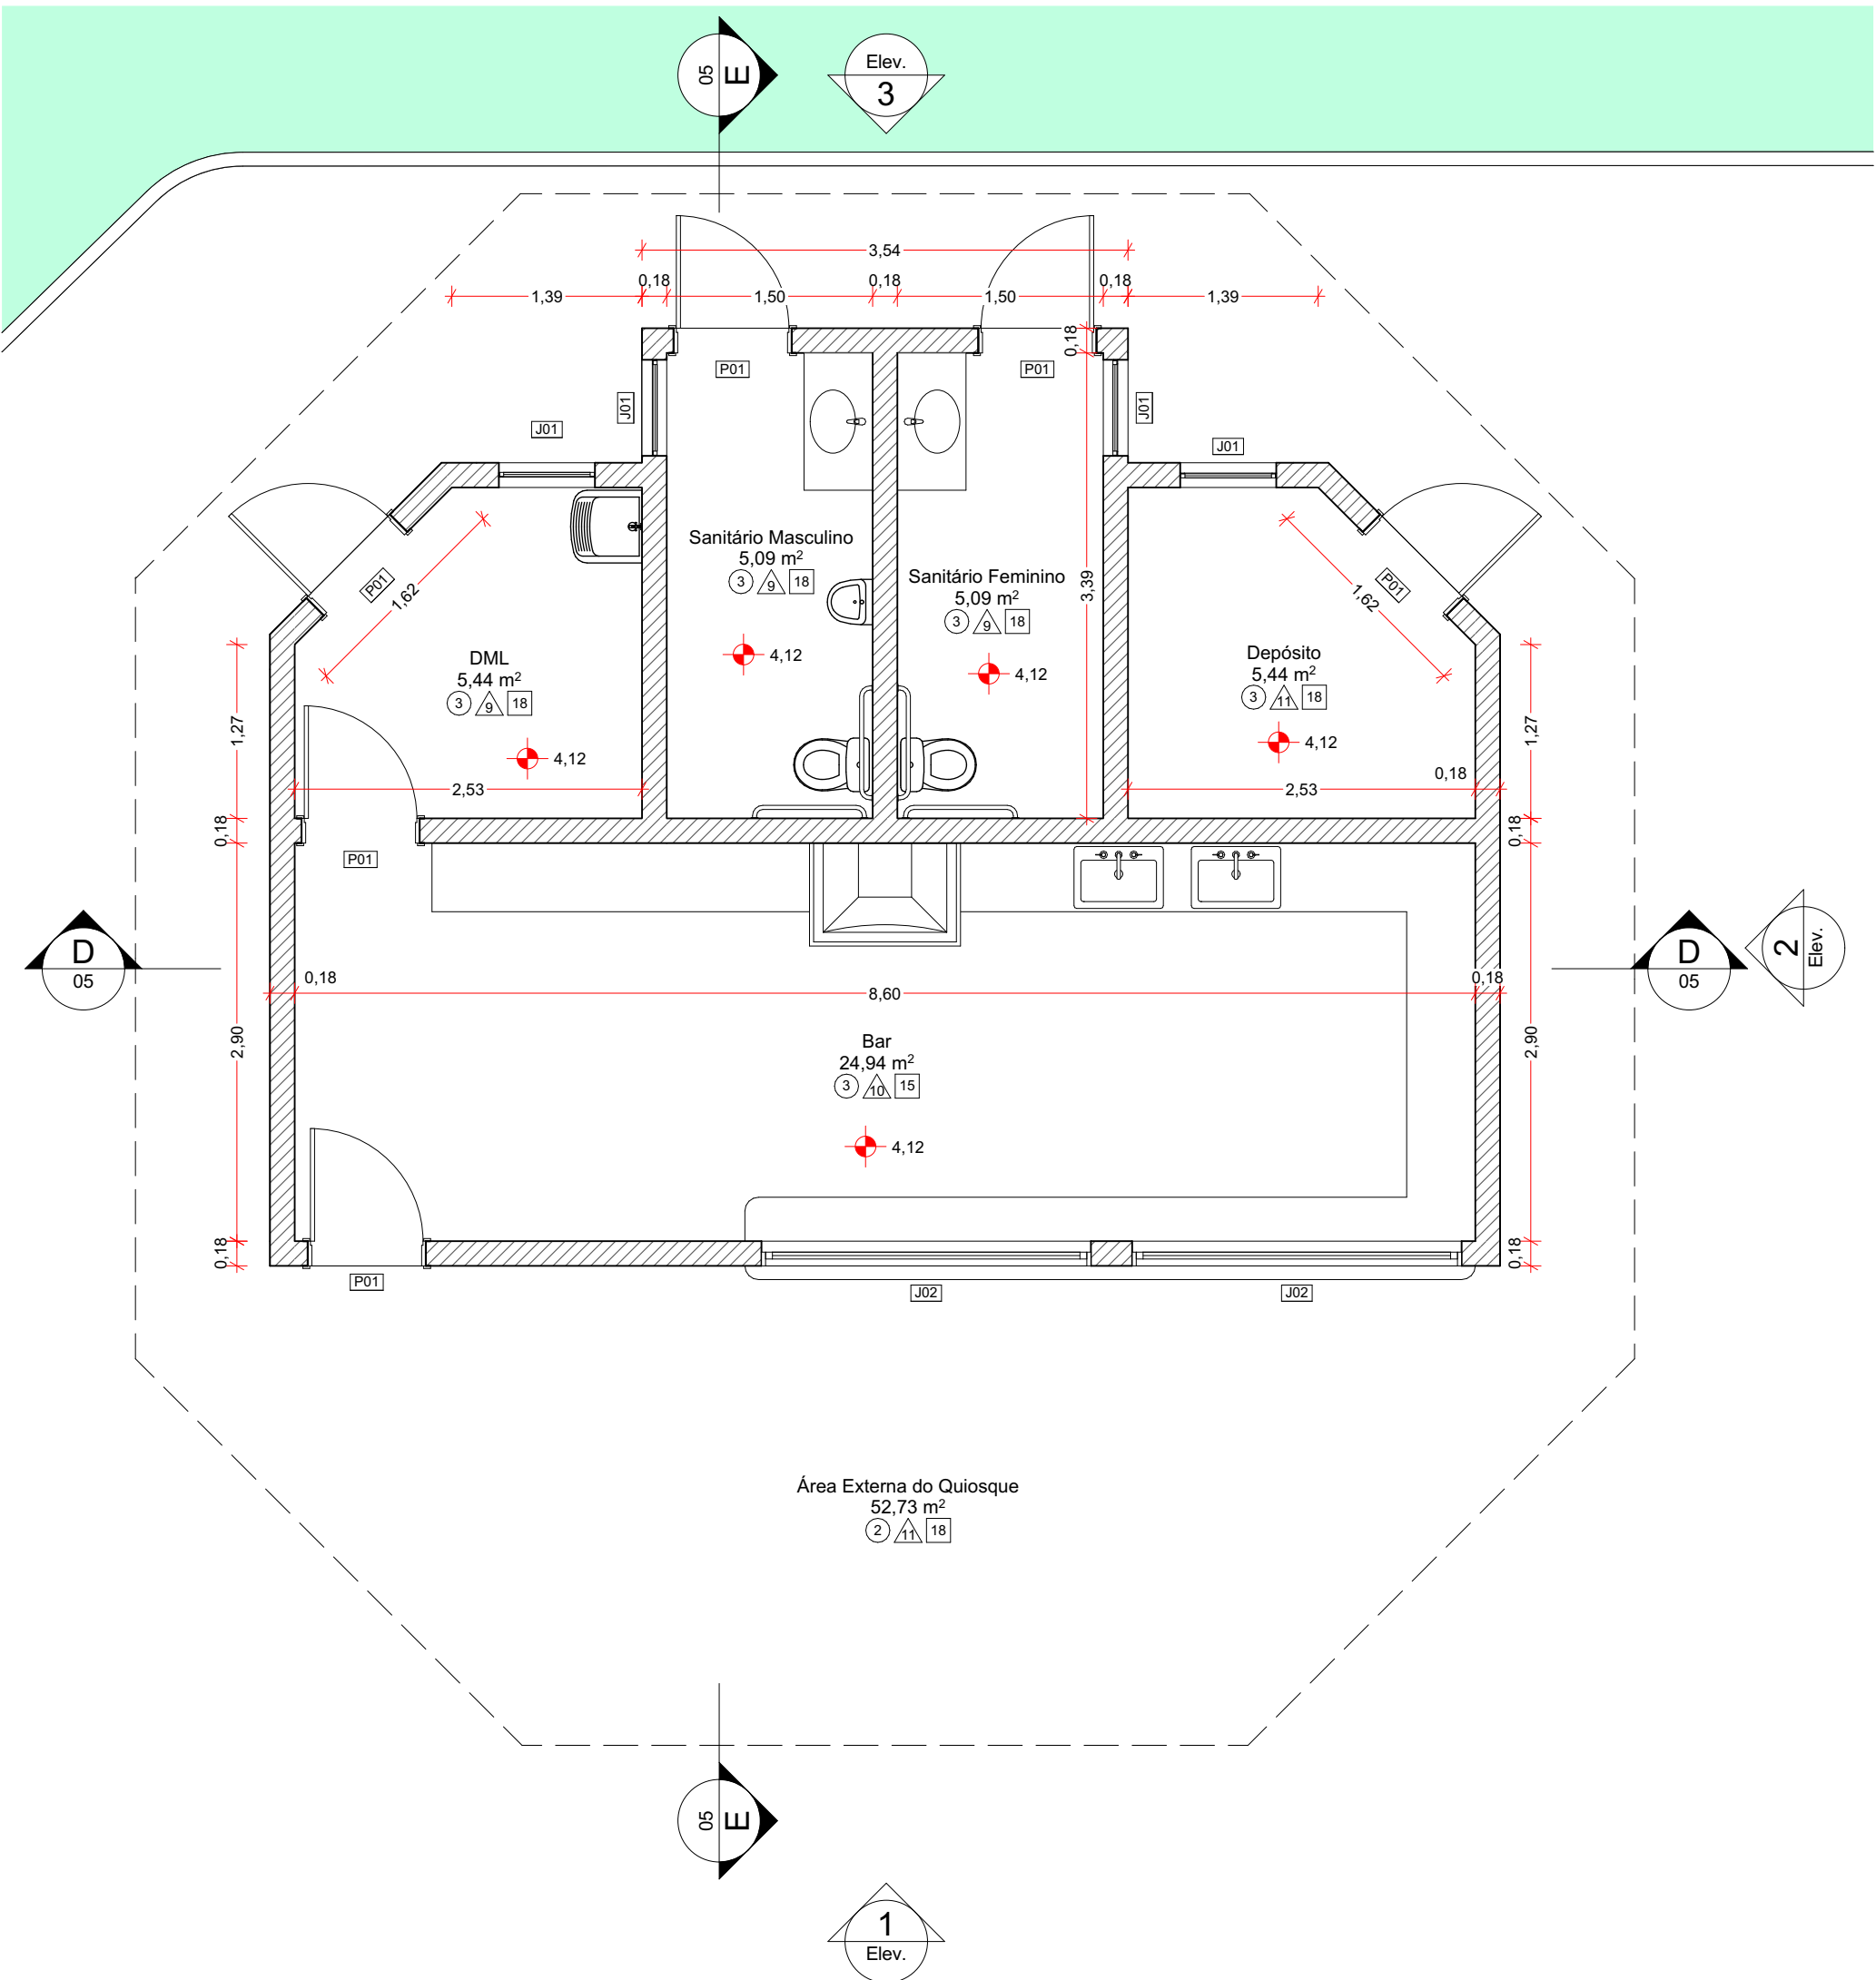 05
E
Elev.
3
3,54
1,39
0,18
1,50
0,18
1,50
0,18
1,39
0,18
P01
P01
J01
J01
J01
J01
Sanitário Masculino
5,09 m²
3 9 18
4,12
Sanitário Feminino
5,09 m²
3 9 18
4,12
3,39
P01
1,62
P01
1,62
DML
5,44 m²
3 9 18
4,12
2,53
Depósito
5,44 m²
3 11 18
4,12
2,53
0,18
1,27
1,27
0,18
0,18
P01
D
05
D
05
2
Elev.
0,18
8,60
0,18
2,90
2,90
Bar
24,94 m²
3 10 15
4,12
0,18
0,18
P01
J02
J02
Área Externa do Quiosque
52,73 m²
2 11 18
05
E
1
Elev.